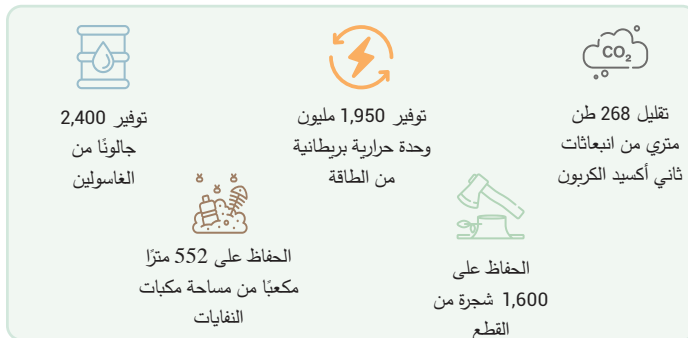 CO2
تقليل 268 طن
متري من انبعاثات
ثاني أكسيد الكربون
توفير 1,950 مليون
وحدة حرارية بريطانية
من الطاقة
توفير 2,400
جالونًا من
الغاسولين
الحفاظ على
1,600 شجرة من
القطع
الحفاظ على 552 مترًا
مكعبًا من مساحة مكبات
النفايات